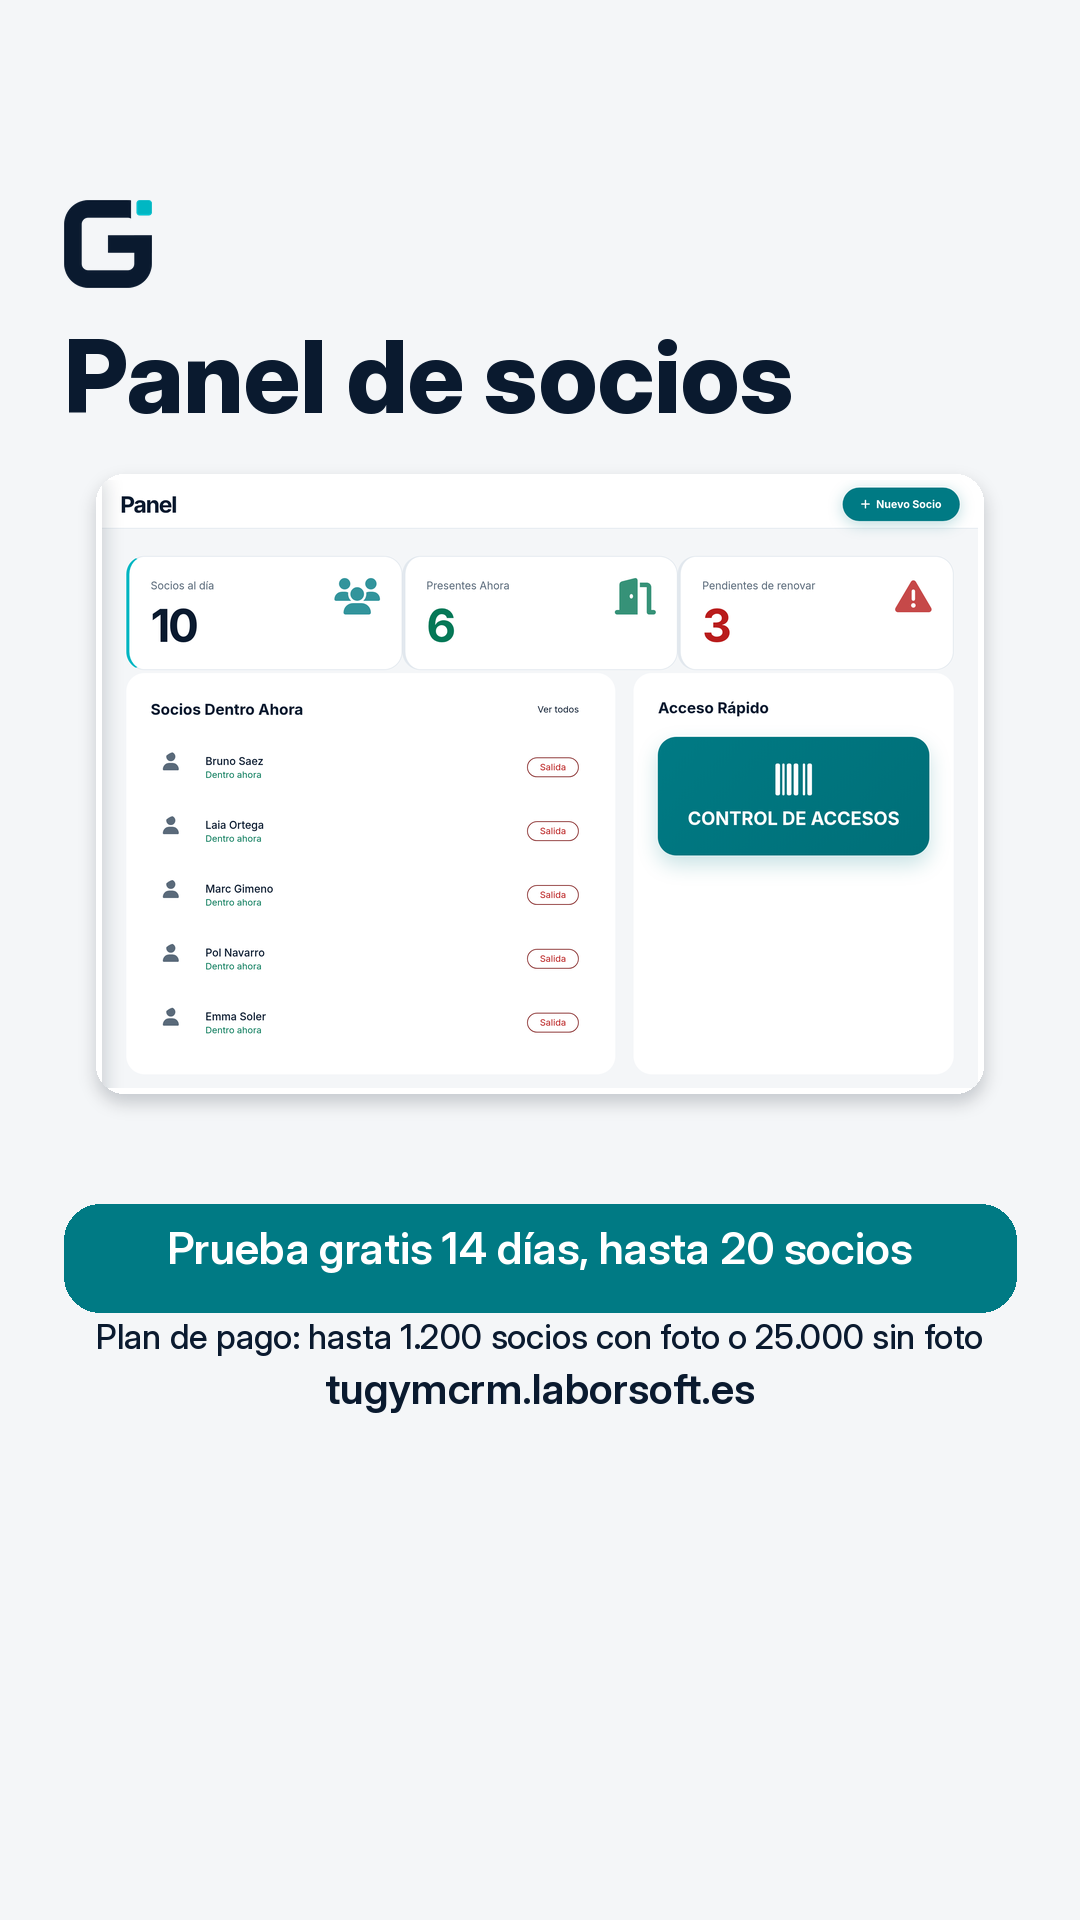 G
Panel de socios
Panel
+ Nuevo Socio
Socios al día
10
Presentes Ahora
6
Pendientes de renovar
3
Socios Dentro Ahora
Ver todos
Bruno Saez
Dentro ahora
Salida
Laia Ortega
Dentro ahora
Salida
Marc Gimeno
Dentro ahora
Salida
Pol Navarro
Dentro ahora
Salida
Emma Soler
Dentro ahora
Salida
Acceso Rápido
CONTROL DE ACCESOS
Prueba gratis 14 días, hasta 20 socios
Plan de pago: hasta 1.200 socios con foto o 25.000 sin foto
tugymcrm.laborsoft.es